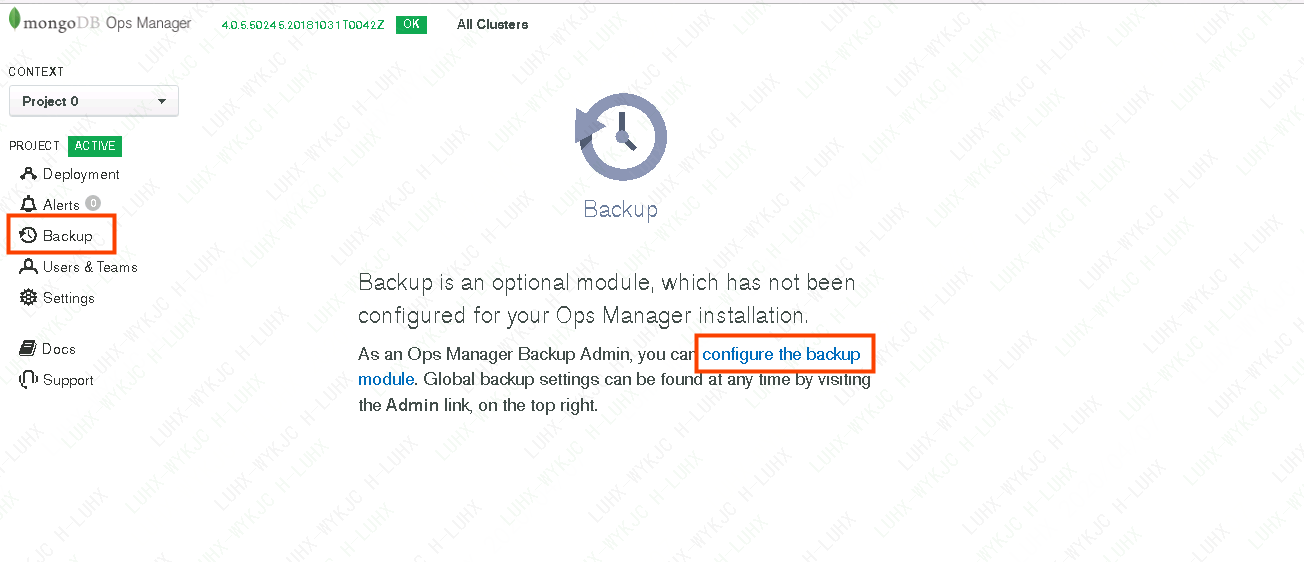 mongoDB Ops Manager
4.0.5.50245.20181031T0042Z
OK
All Clusters
CONTEXT
Project 0
PROJECT ACTIVE
Deployment
Alerts 0
Backup
Users & Teams
Settings
Docs
Support
Backup
Backup is an optional module, which has not been
configured for your Ops Manager installation.
As an Ops Manager Backup Admin, you can configure the backup
module. Global backup settings can be found at any time by visiting
the Admin link, on the top right.
LUHX-WYKJC H-LUHX